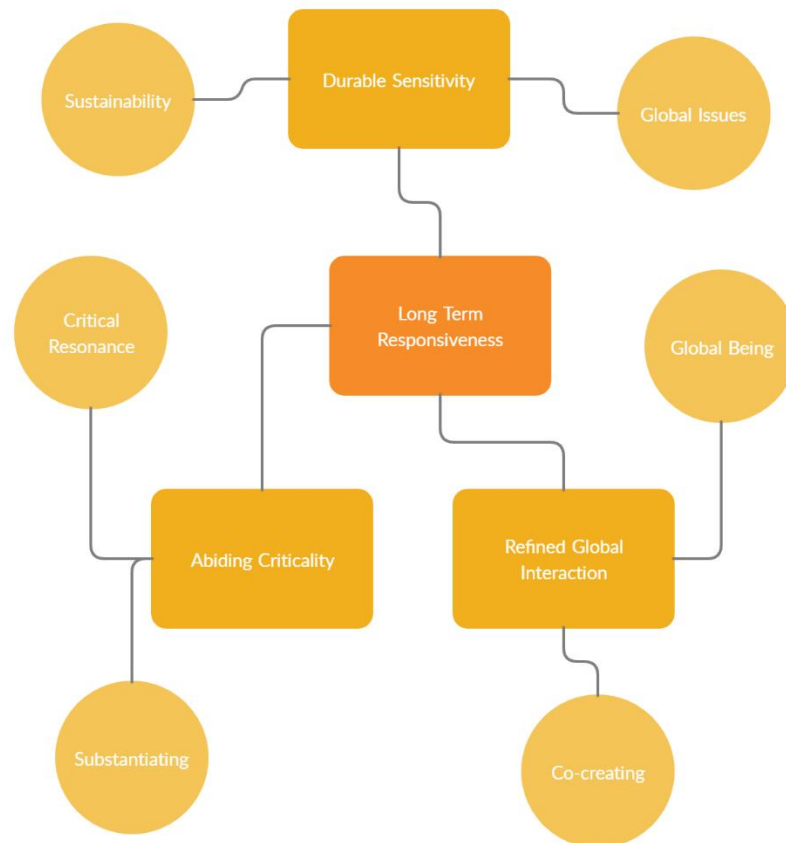 Durable Sensitivity
Sustainability
Global Issues
Long Term
Responsiveness
Critical
Resonance
Global Being
Abiding Criticality
Refined Global
Interaction
Substantiating
Co-creating